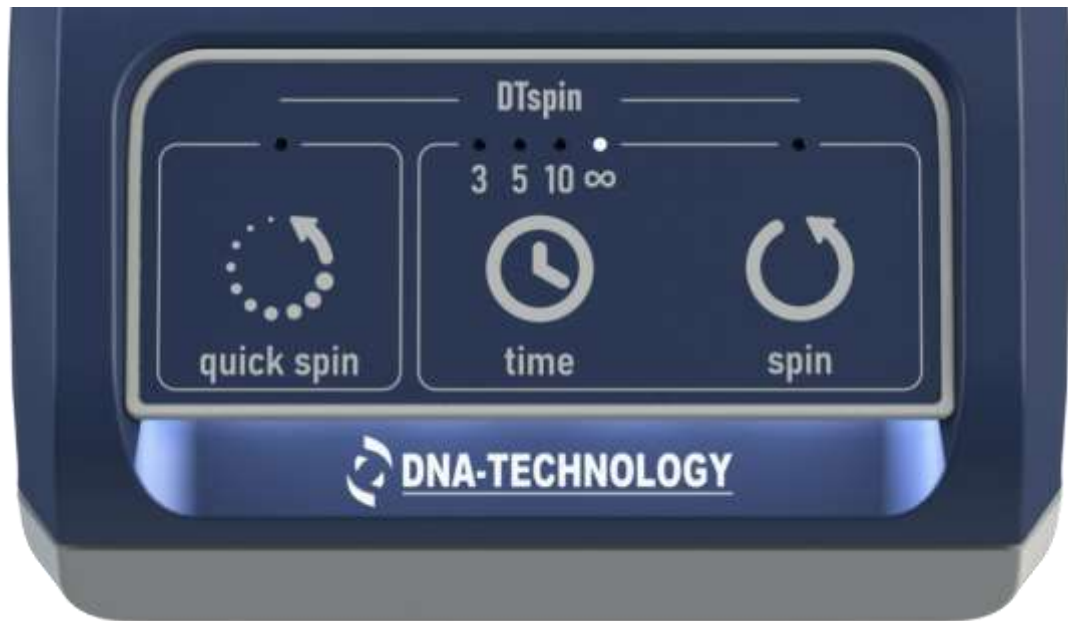 DTspin
3 5 10 ∞
quick spin
time
spin
DNA-TECHNOLOGY